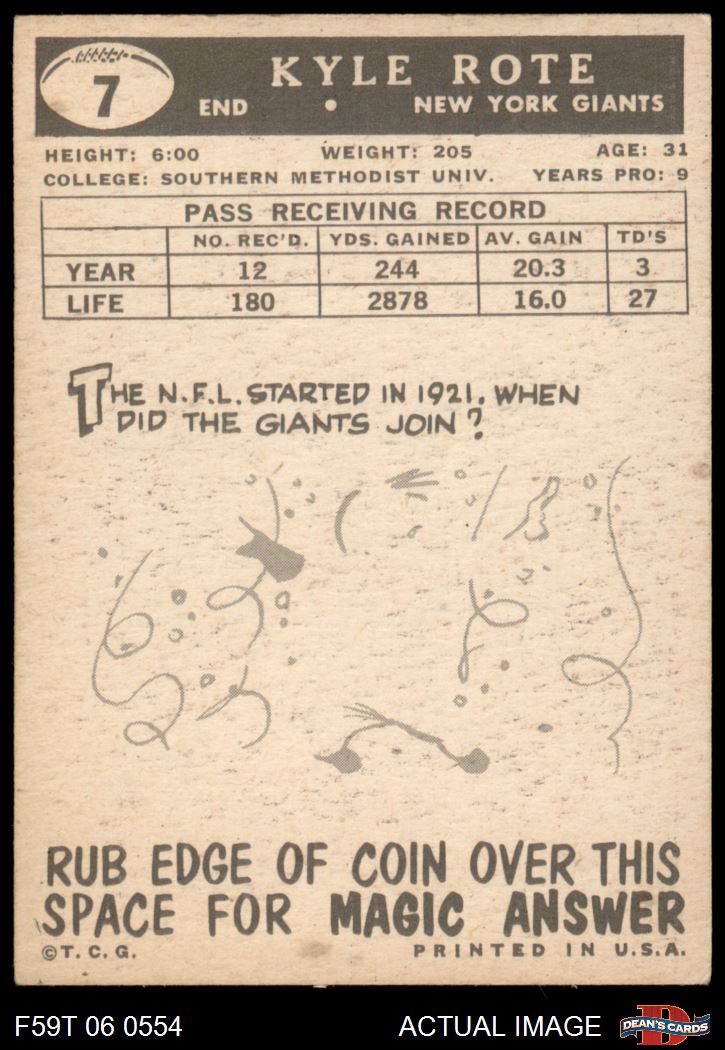 7
KYLE ROTE
END • NEW YORK GIANTS
HEIGHT: 6:00 WEIGHT: 205 AGE: 31
COLLEGE: SOUTHERN METHODIST UNIV. YEARS PRO: 9
PASS RECEIVING RECORD
NO. REC'D. YDS. GAINED AV. GAIN TD'S
YEAR 12 244 20.3 3
LIFE 180 2878 16.0 27
THE N.F.L. STARTED IN 1921. WHEN
DID THE GIANTS JOIN?
RUB EDGE OF COIN OVER THIS
SPACE FOR MAGIC ANSWER
©T. C. G. PRINTED IN U.S.A.
F59T 06 0554 ACTUAL IMAGE D DEAN'S CARDS